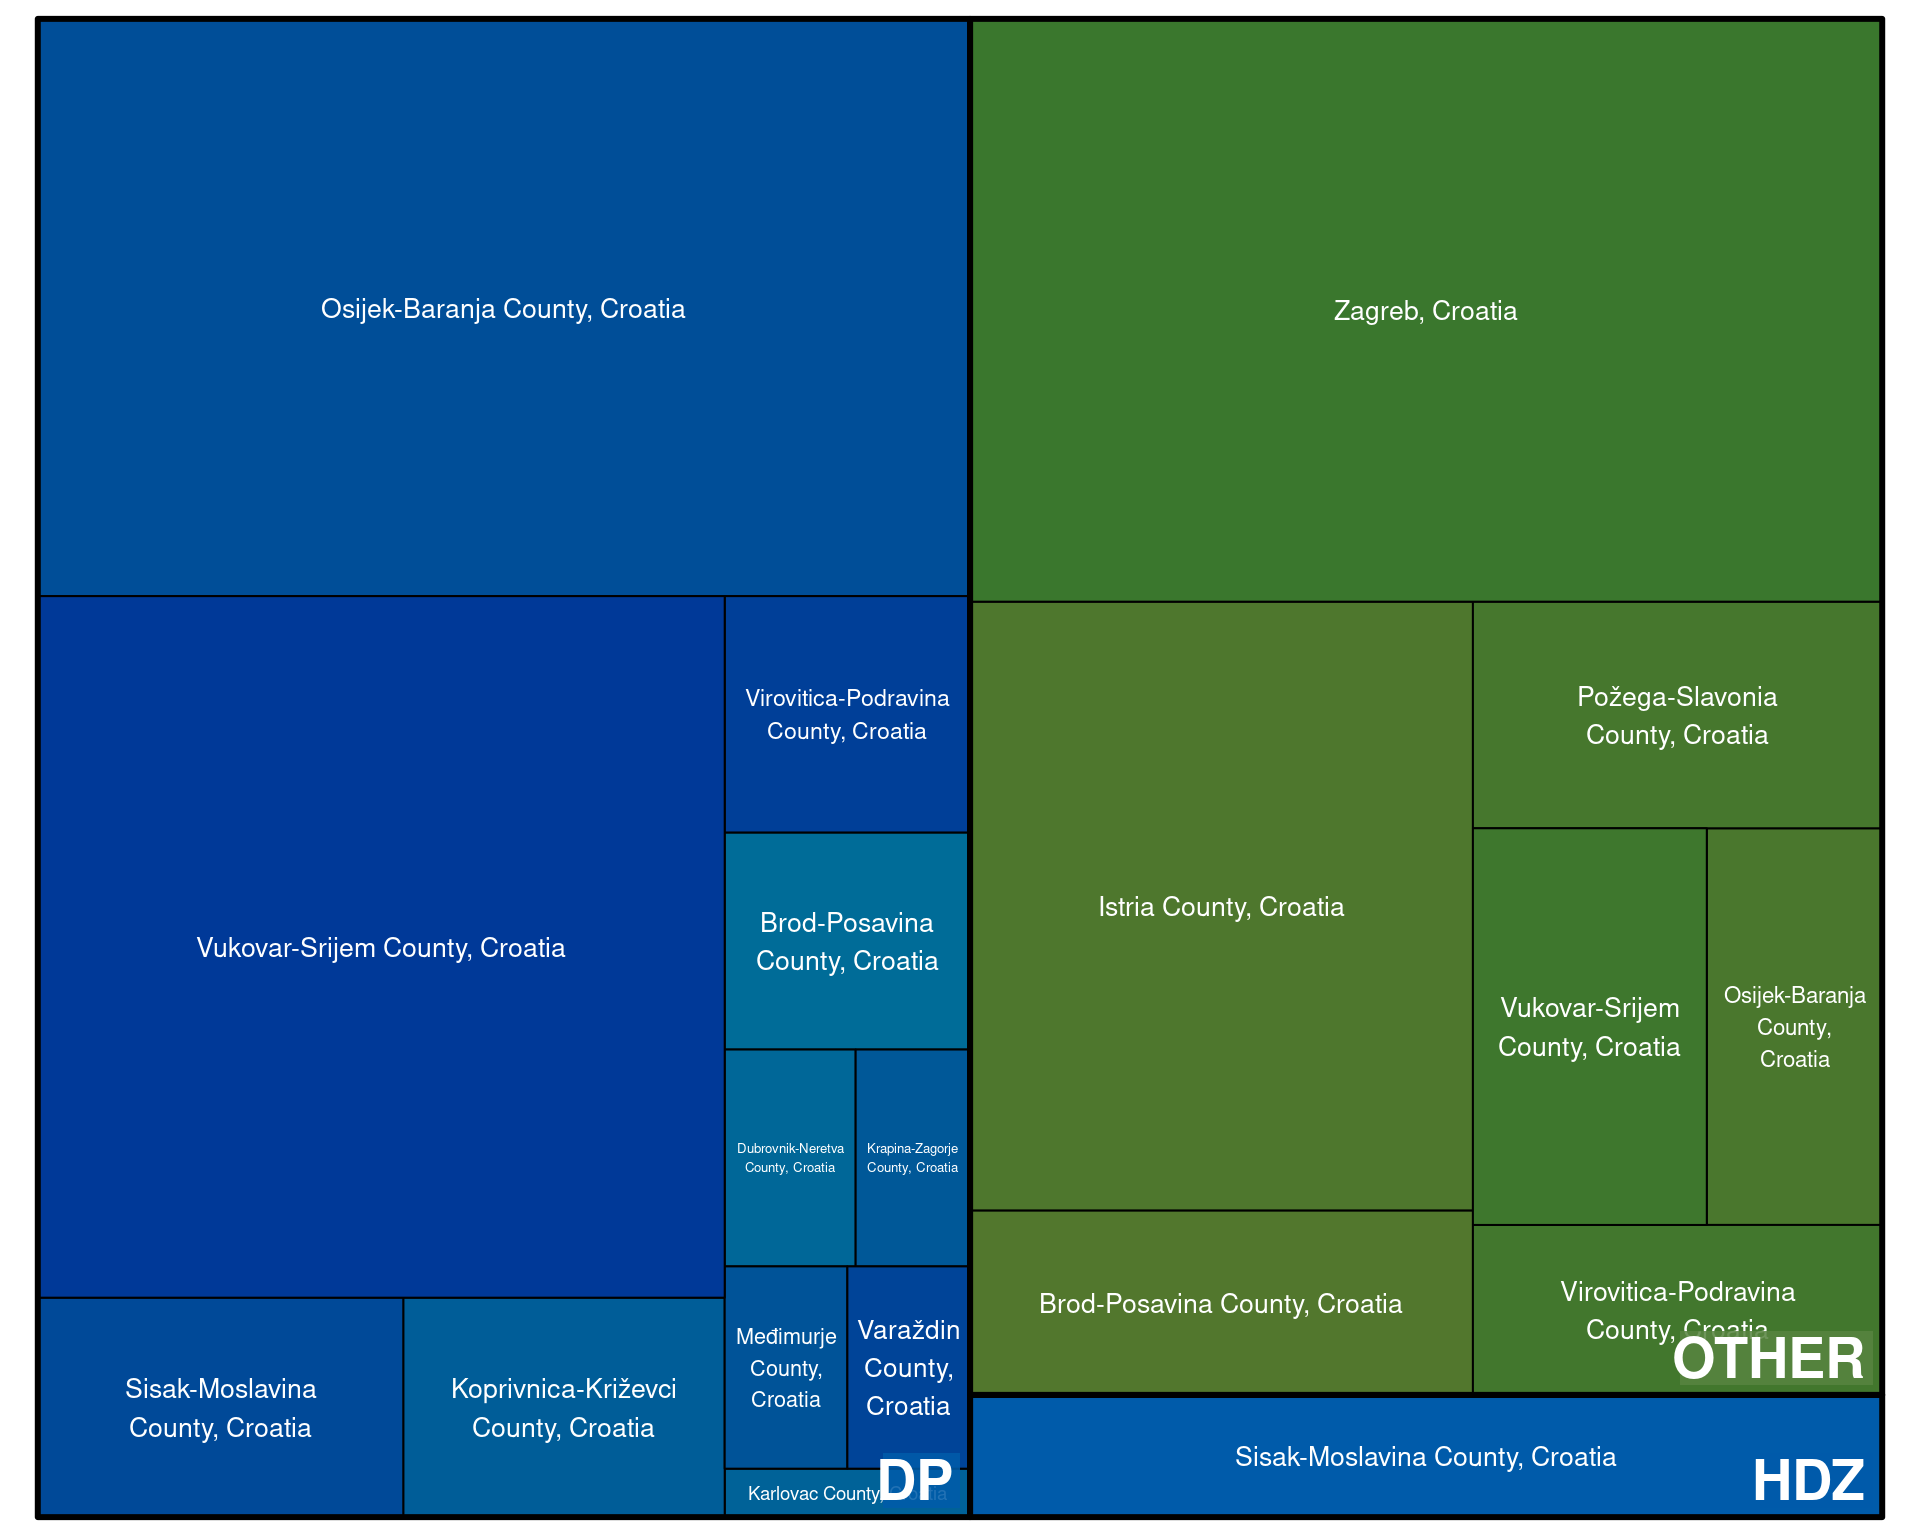 Osijek-Baranja County, Croatia
Vukovar-Srijem County, Croatia
Virovitica-Podravina
County, Croatia
Brod-Posavina
County, Croatia
Dubrovnik-Neretva
County, Croatia
Krapina-Zagorje
County, Croatia
Sisak-Moslavina
County, Croatia
Koprivnica-Križevci
County, Croatia
Međimurje
County,
Croatia
Varaždin
County,
Croatia
Karlovac County, Croatia
DP
Zagreb, Croatia
Istria County, Croatia
Požega-Slavonia
County, Croatia
Vukovar-Srijem
County, Croatia
Osijek-Baranja
County,
Croatia
Brod-Posavina County, Croatia
Virovitica-Podravina
County, Croatia
OTHER
Sisak-Moslavina County, Croatia
HDZ